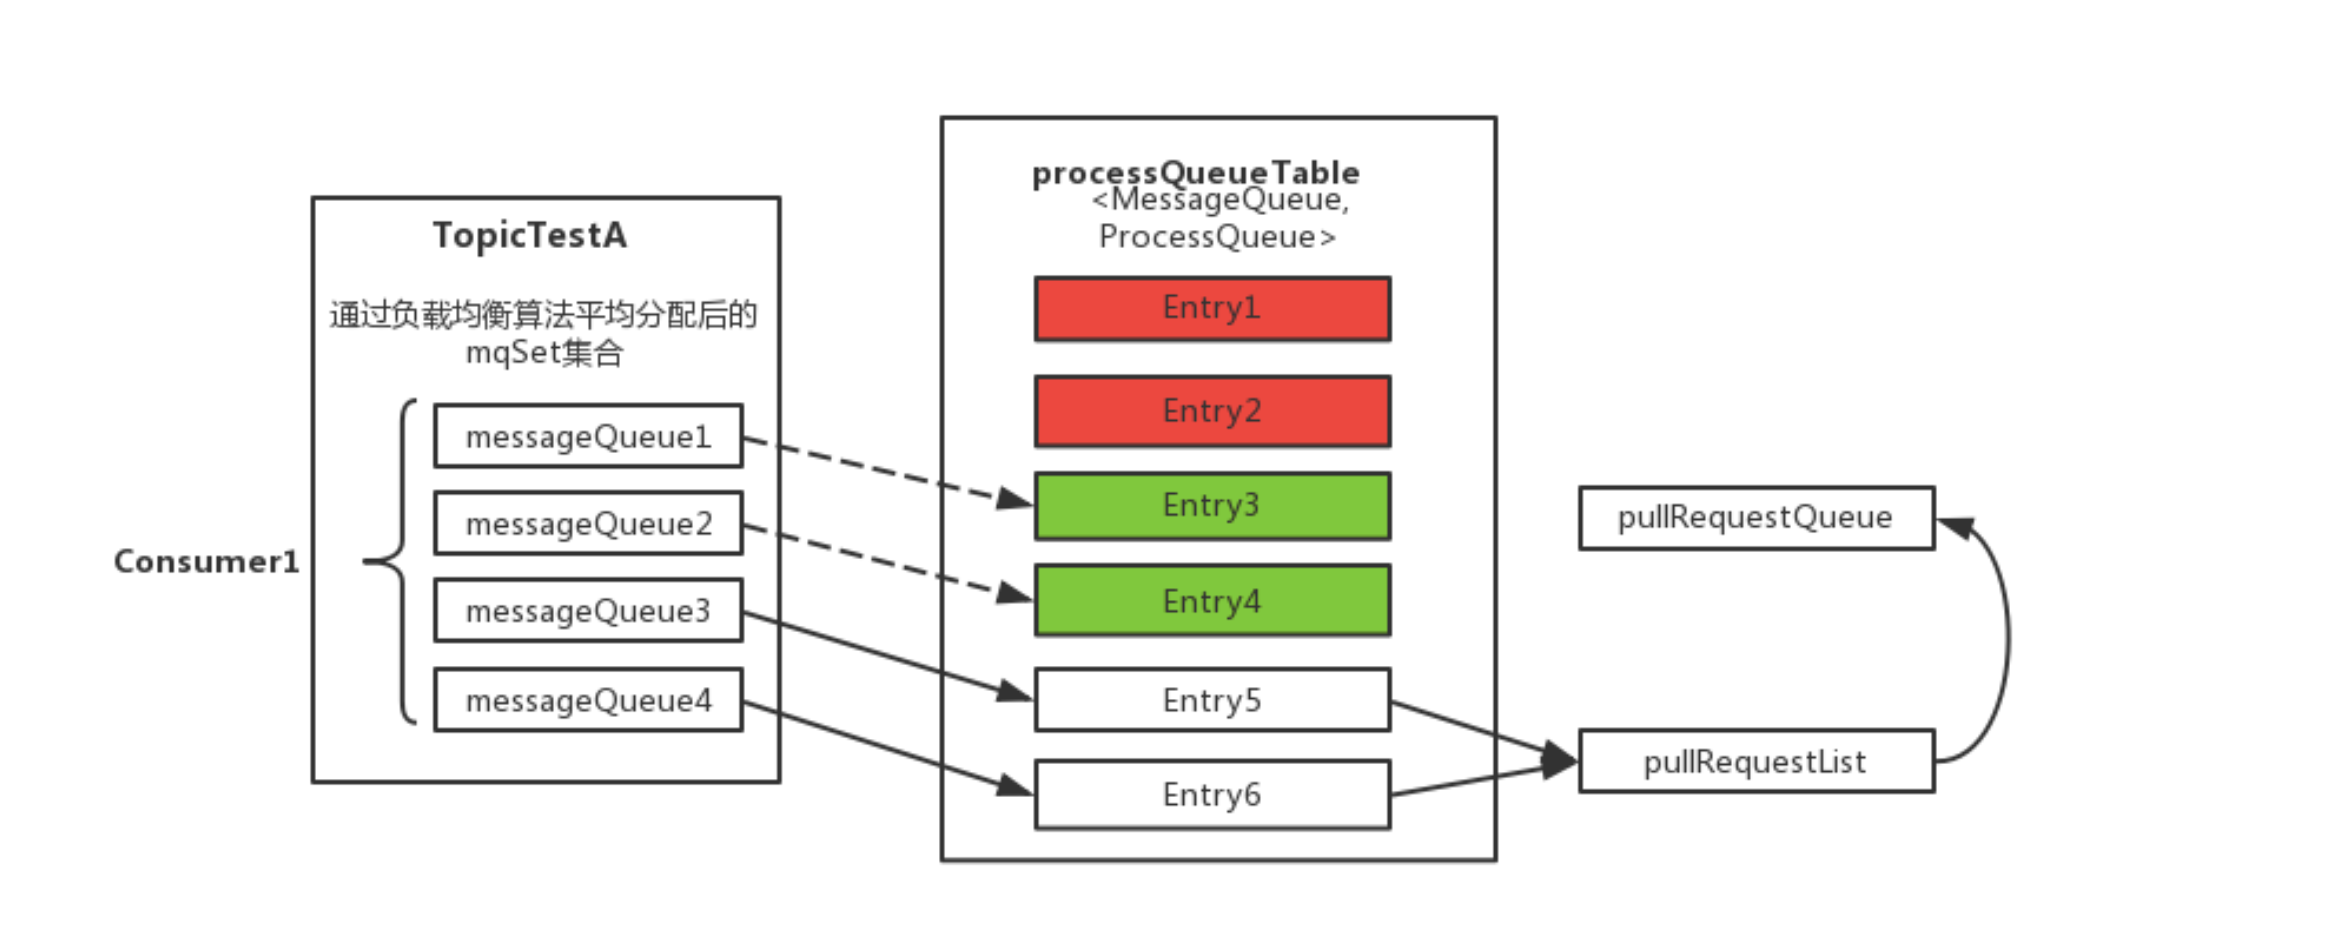 Consumer1
TopicTestA
通过负载均衡算法平均分配后的
mqSet集合
messageQueue1
messageQueue2
messageQueue3
messageQueue4
processQueueTable
<MessageQueue,
ProcessQueue>
Entry1
Entry2
Entry3
Entry4
Entry5
Entry6
pullRequestQueue
pullRequestList